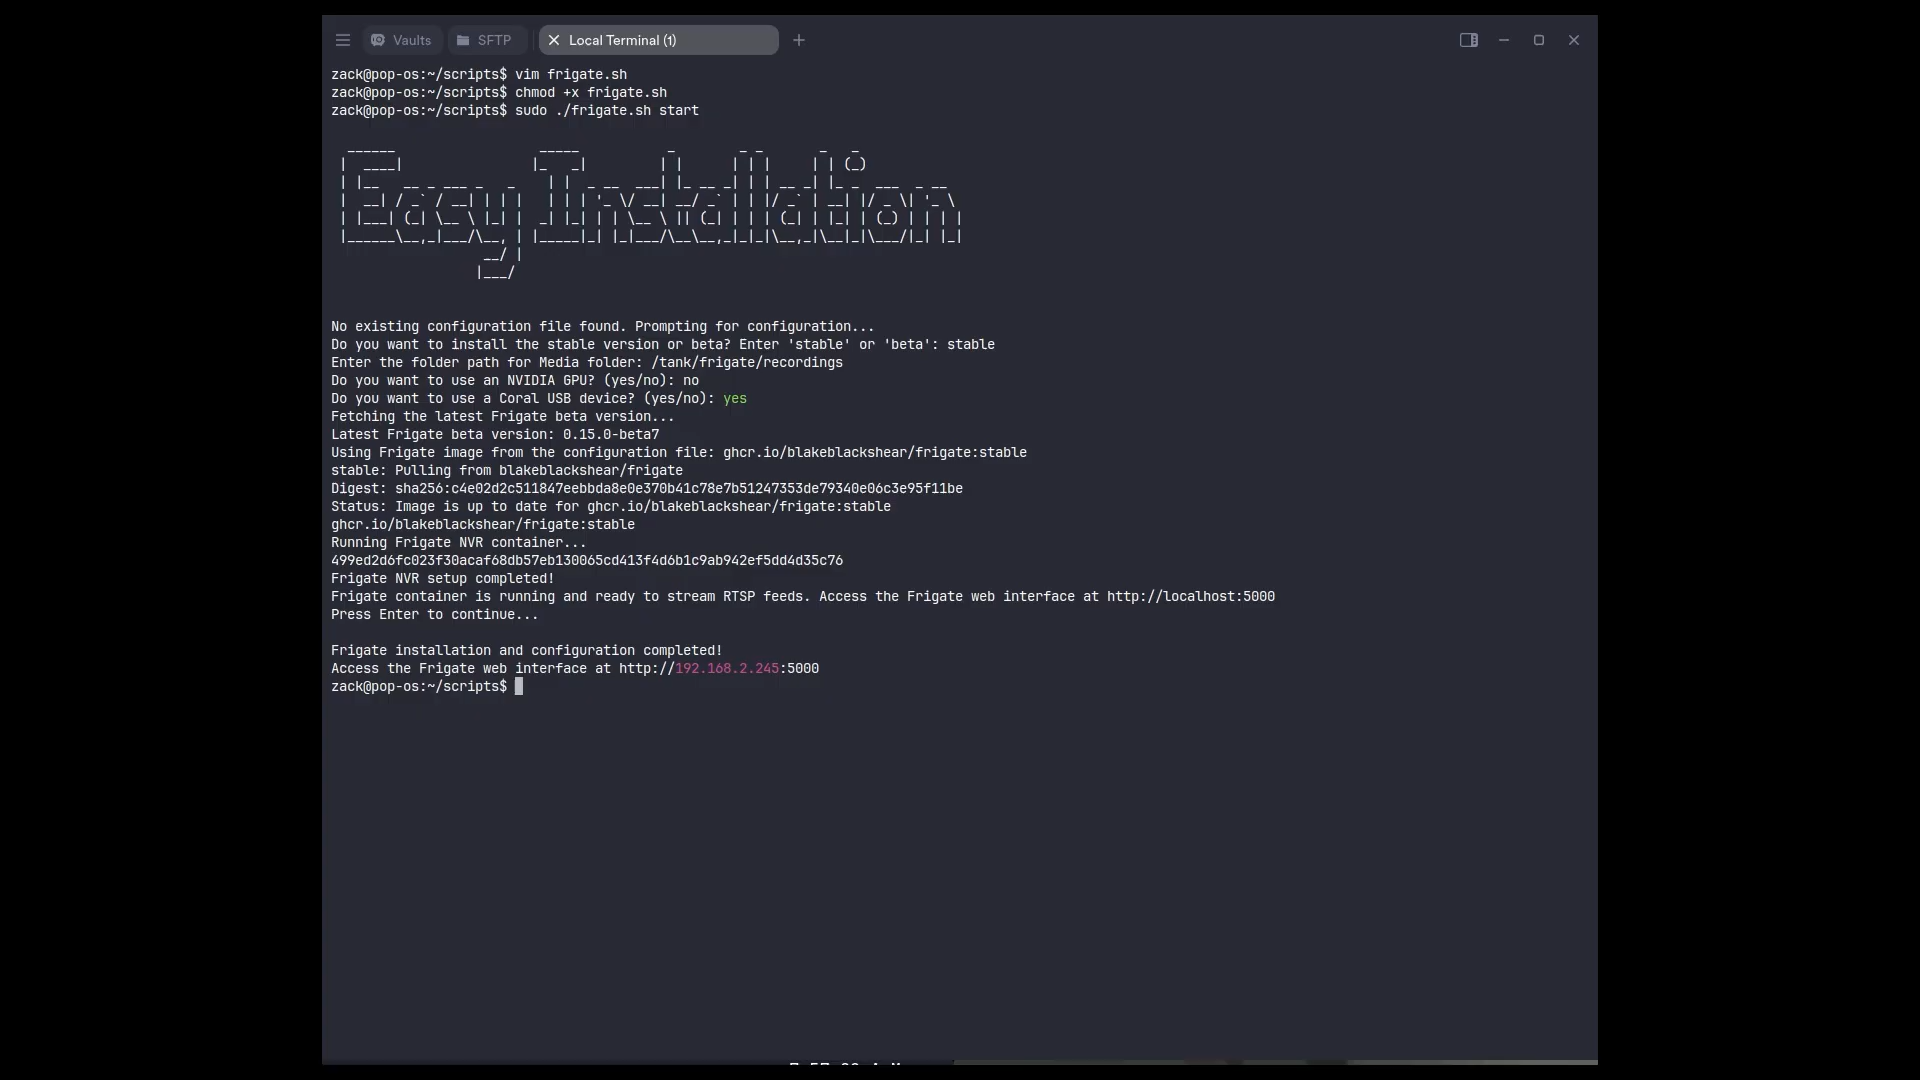 Vaults SFTP Local Terminal (1)
zack@pop-os:~/scripts$ vim frigate.sh
zack@pop-os:~/scripts$ chmod +x frigate.sh
zack@pop-os:~/scripts$ sudo ./frigate.sh start
Easy Installation
No existing configuration file found. Prompting for configuration...
Do you want to install the stable version or beta? Enter 'stable' or 'beta': stable
Enter the folder path for Media folder: /tank/frigate/recordings
Do you want to use an NVIDIA GPU? (yes/no): no
Do you want to use a Coral USB device? (yes/no): yes
Fetching the latest Frigate beta version...
Latest Frigate beta version: 0.15.0-beta7
Using Frigate image from the configuration file: ghcr.io/blakeblackshear/frigate:stable
stable: Pulling from blakeblackshear/frigate
Digest: sha256:c4e02d2c511847eebbda8e0e370b41c78e7b51247353de79340e06c3e95f11be
Status: Image is up to date for ghcr.io/blakeblackshear/frigate:stable
ghcr.io/blakeblackshear/frigate:stable
Running Frigate NVR container...
499ed2d6fc023f30acaf68db57eb130065cd413f4d6b1c9ab942ef5dd4d35c76
Frigate NVR setup completed!
Frigate container is running and ready to stream RTSP feeds. Access the Frigate web interface at http://localhost:5000
Press Enter to continue...
Frigate installation and configuration completed!
Access the Frigate web interface at http://192.168.2.245:5000
zack@pop-os:~/scripts$